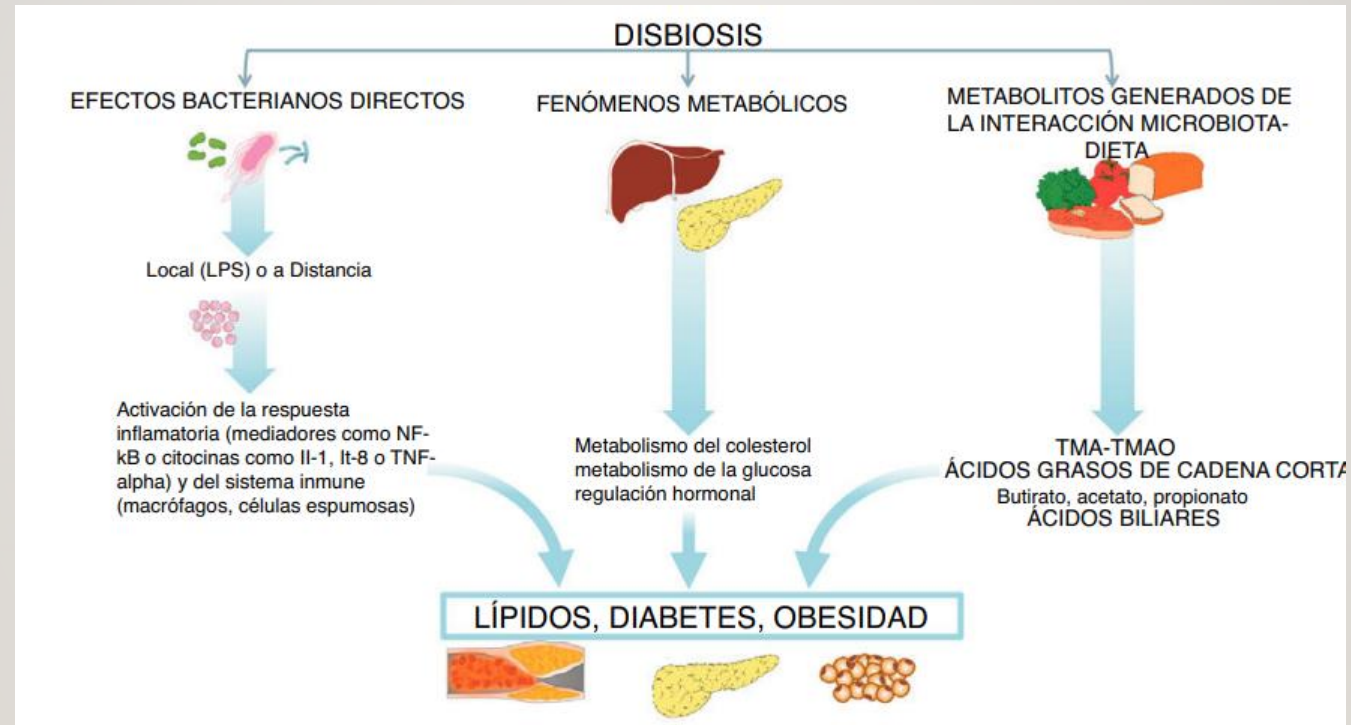 DISBIOSIS
EFECTOS BACTERIANOS DIRECTOS
Local (LPS) o a Distancia
Activación de la respuesta
inflamatoria (mediadores como NF-
kB o citocinas como Il-1, It-8 o TNF-
alpha) y del sistema inmune
(macrófagos, células espumosas)
FENÓMENOS METABÓLICOS
Metabolismo del colesterol
metabolismo de la glucosa
regulación hormonal
METABOLITOS GENERADOS DE
LA INTERACCIÓN MICROBIOTA-
DIETA
TMA-TMAO
ÁCIDOS GRASOS DE CADENA CORTA
Butirato, acetato, propionato
ÁCIDOS BILIARES
LÍPIDOS, DIABETES, OBESIDAD